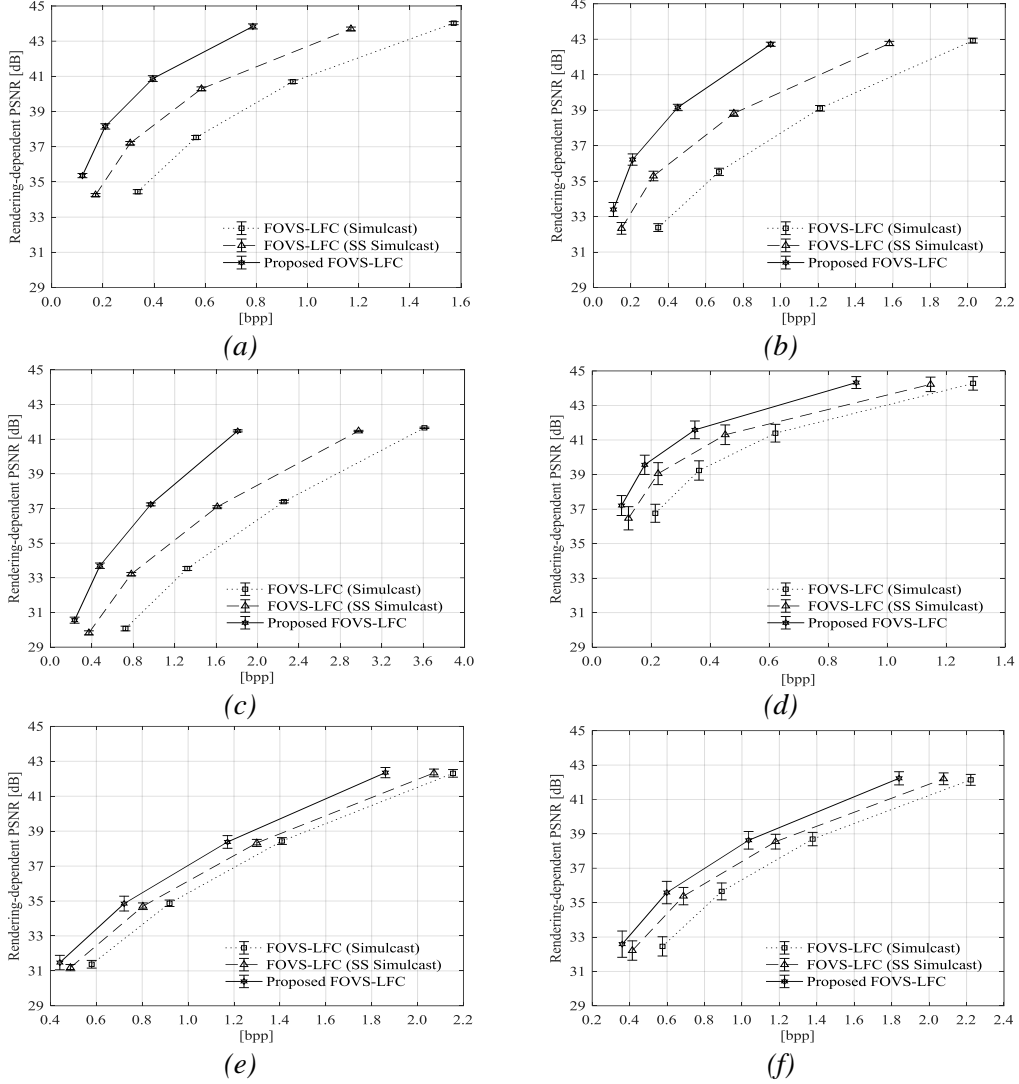 Rendering-dependent PSNR [dB]
45
43
41
39
37
35
33
31
29
FOVS-LFC (Simulcast)
FOVS-LFC (SS Simulcast)
Proposed FOVS-LFC
0.0 0.2 0.4 0.6 0.8 1.0 1.2 1.4 1.6
[bpp]
(a)
Rendering-dependent PSNR [dB]
45
43
41
39
37
35
33
31
29
FOVS-LFC (Simulcast)
FOVS-LFC (SS Simulcast)
Proposed FOVS-LFC
0.0 0.2 0.4 0.6 0.8 1.0 1.2 1.4 1.6 1.8 2.0 2.2
[bpp]
(b)
Rendering-dependent PSNR [dB]
45
43
41
39
37
35
33
31
29
FOVS-LFC (Simulcast)
FOVS-LFC (SS Simulcast)
Proposed FOVS-LFC
0.0 0.4 0.8 1.2 1.6 2.0 2.4 2.8 3.2 3.6 4.0
[bpp]
(c)
Rendering-dependent PSNR [dB]
45
43
41
39
37
35
33
31
29
FOVS-LFC (Simulcast)
FOVS-LFC (SS Simulcast)
Proposed FOVS-LFC
0.0 0.2 0.4 0.6 0.8 1.0 1.2 1.4
[bpp]
(d)
Rendering-dependent PSNR [dB]
45
43
41
39
37
35
33
31
29
FOVS-LFC (Simulcast)
FOVS-LFC (SS Simulcast)
Proposed FOVS-LFC
0.4 0.6 0.8 1.0 1.2 1.4 1.6 1.8 2.0 2.2
[bpp]
(e)
Rendering-dependent PSNR [dB]
45
43
41
39
37
35
33
31
29
FOVS-LFC (Simulcast)
FOVS-LFC (SS Simulcast)
Proposed FOVS-LFC
0.2 0.4 0.6 0.8 1.0 1.2 1.4 1.6 1.8 2.0 2.2 2.4
[bpp]
(f)